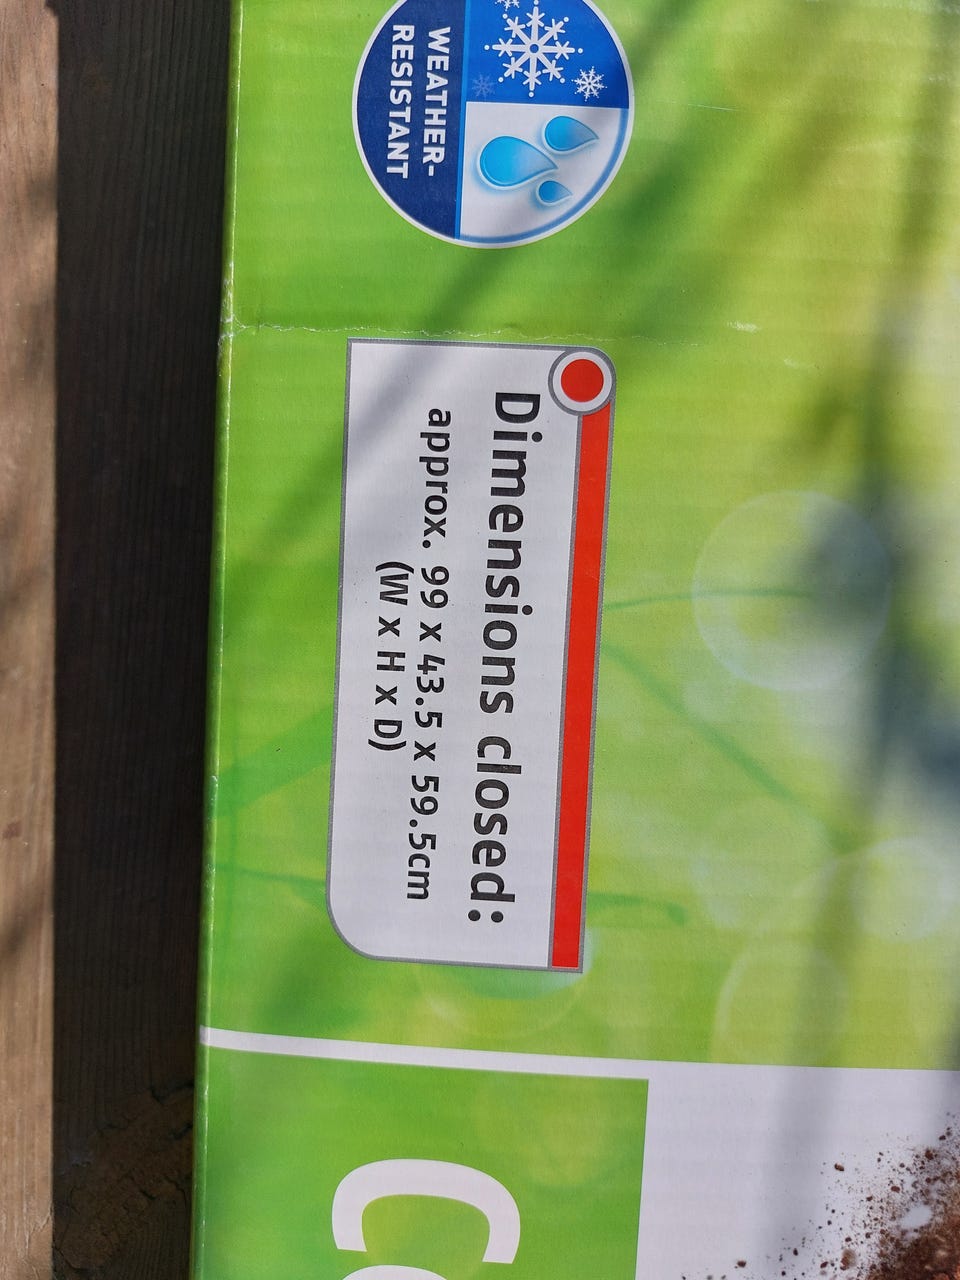 WEATHER-
RESISTANT
Dimensions closed:
approx. 99 x 43.5 x 59.5cm
(W x H x D)